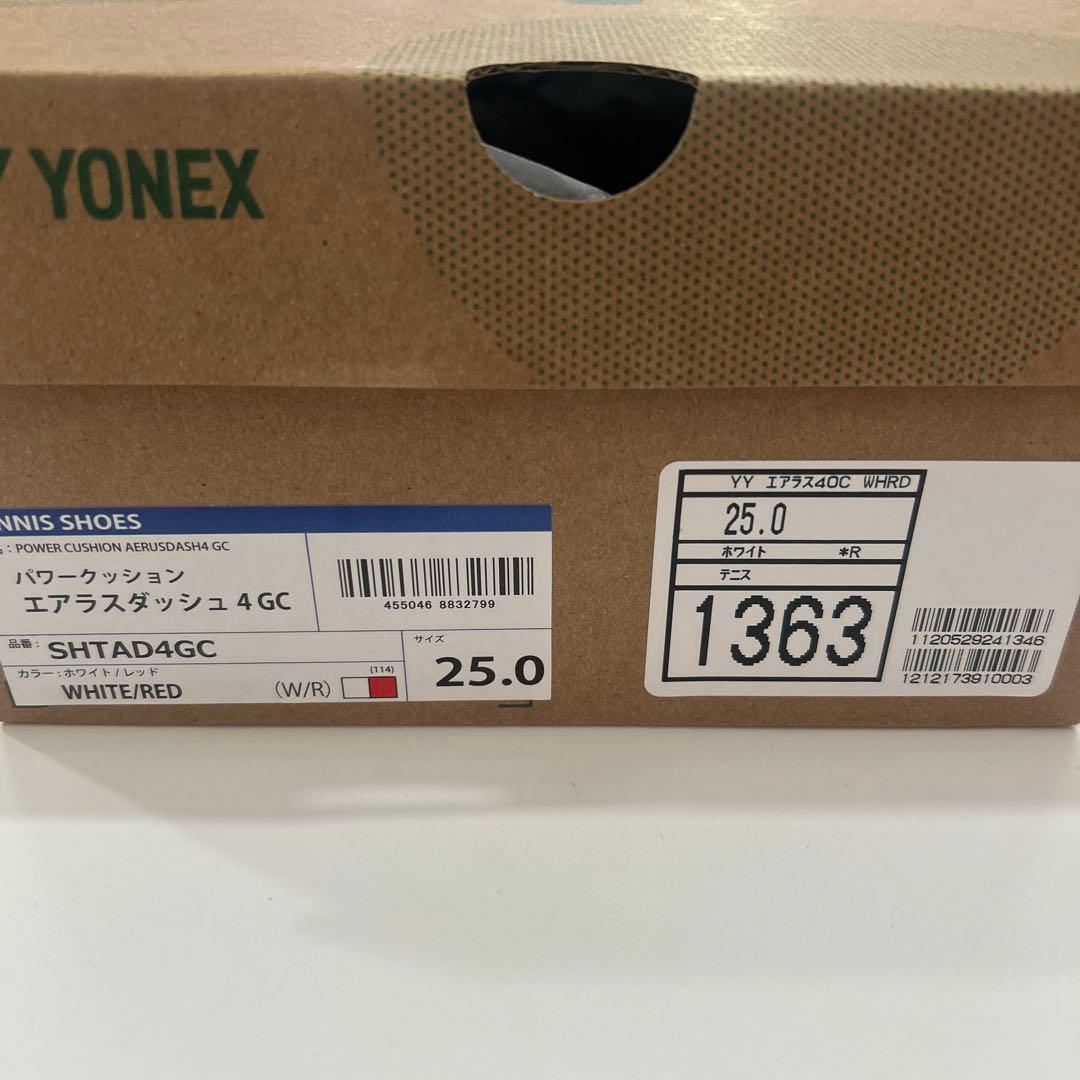 YONEX
NNIS SHOES
: POWER CUSHION AERUSDASH4 GC
パワークッション
エアラスダッシュ 4 GC
455046 8832799
品番: SHTAD4GC
カラー:ホワイト/レッド
WHITE/RED
(W/R)
(114)
サイズ
25.0
YY エアラス40C WHRD
25.0
ホワイト *R
テニス
1363
1120529241346
1212173910003